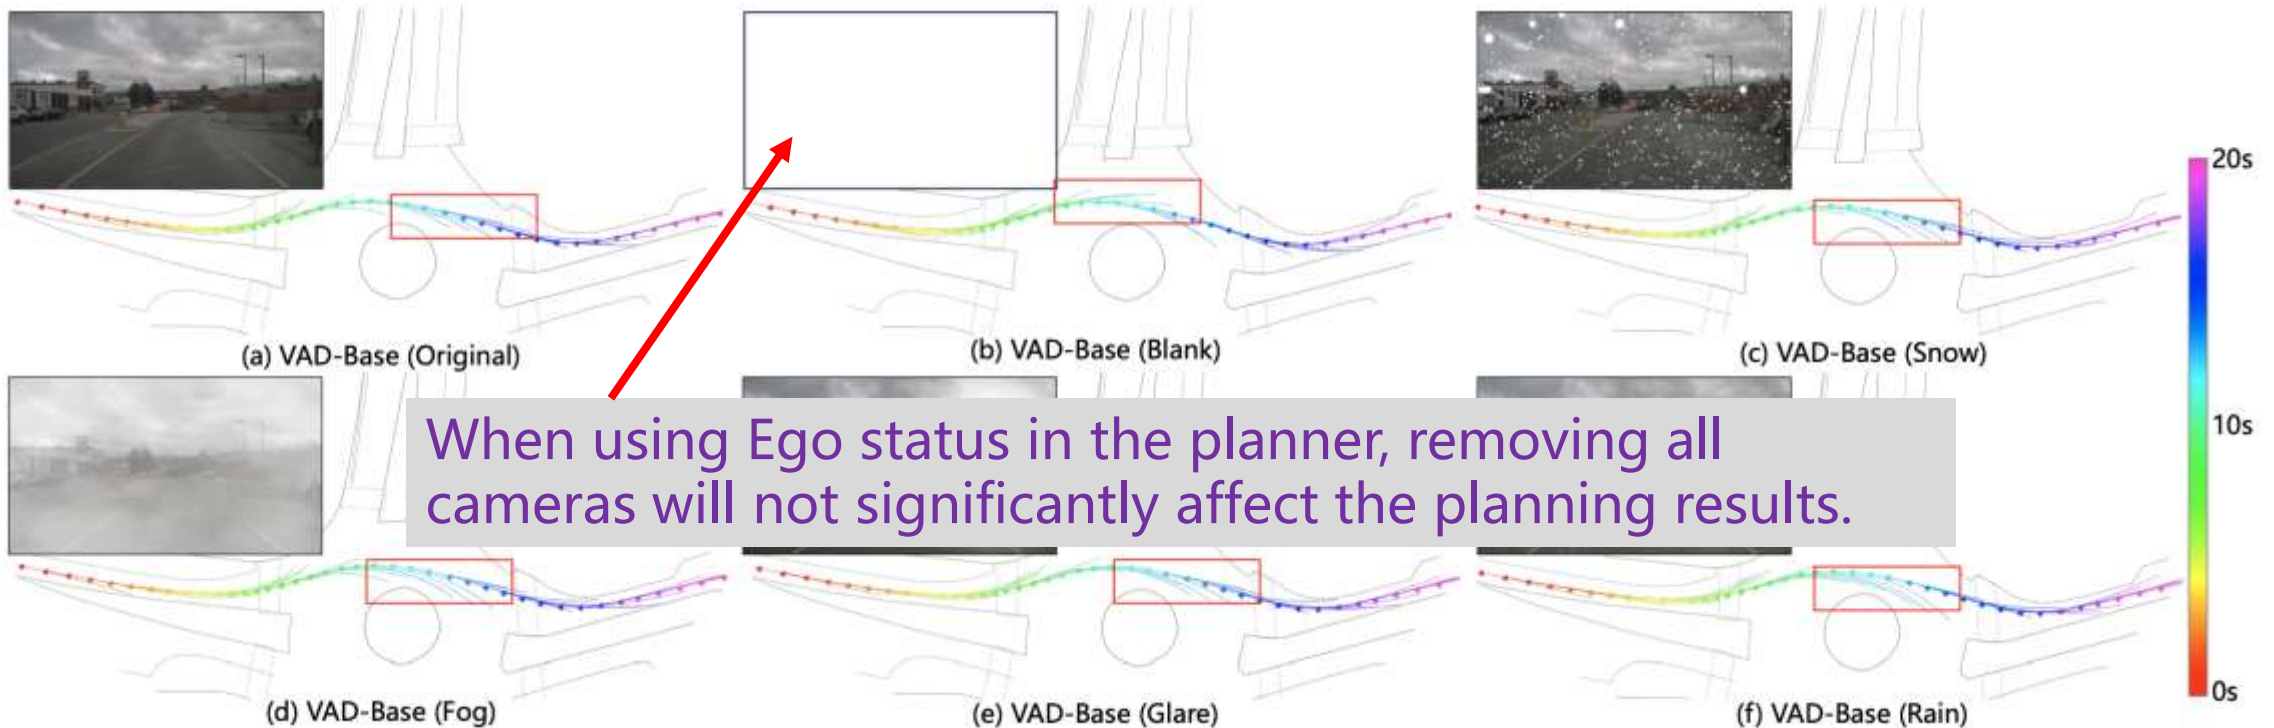 20s
(a) VAD-Base (Original)
(b) VAD-Base (Blank)
(c) VAD-Base (Snow)
When using Ego status in the planner, removing all
cameras will not significantly affect the planning results.
10s
0s
(d) VAD-Base (Fog)
(e) VAD-Base (Glare)
(f) VAD-Base (Rain)